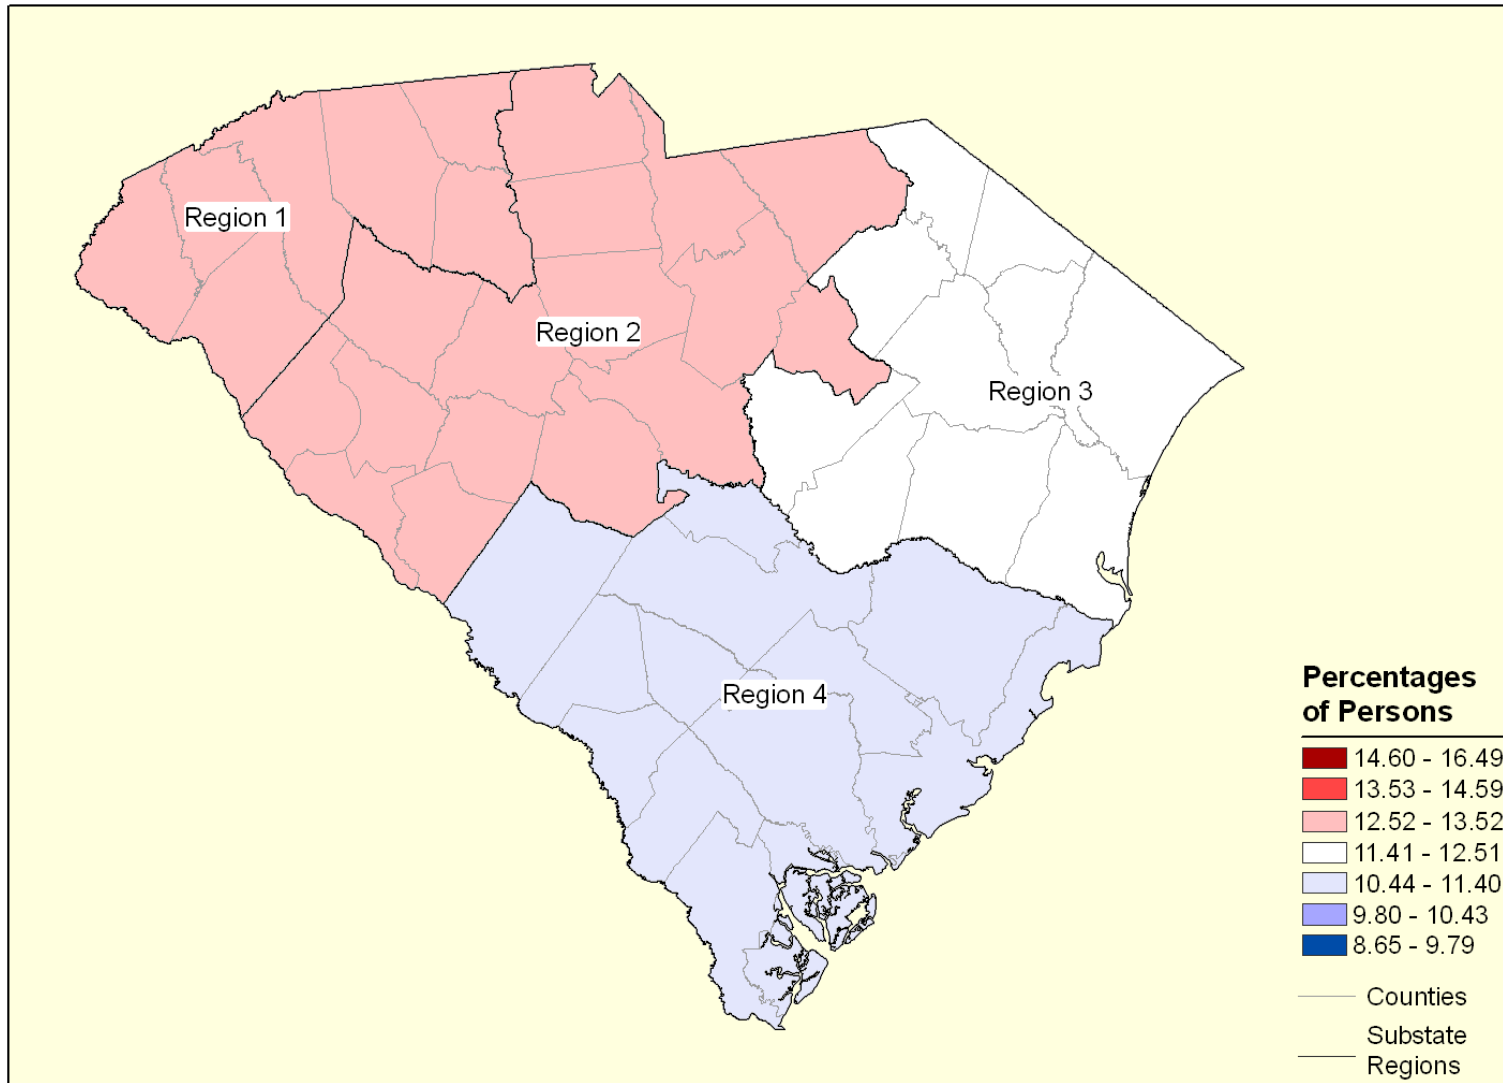 Region 1
Region 2
Region 3
Region 4
Percentages
of Persons
14.60 - 16.49
13.53 - 14.59
12.52 - 13.52
11.41 - 12.51
10.44 - 11.40
9.80 - 10.43
8.65 - 9.79
Counties
Substate
Regions